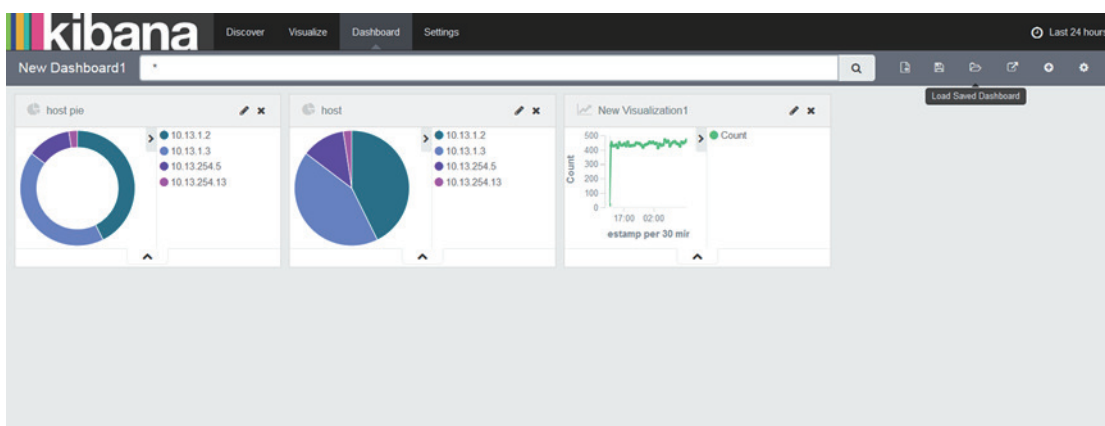 kibana Discover Visualize Dashboard Settings Last 24 hours
New Dashboard1 *
Load Saved Dashboard
host pie
10.13.1.2
10.13.1.3
10.13.254.5
10.13.254.13
host
10.13.1.2
10.13.1.3
10.13.254.5
10.13.254.13
New Visualization1
Count
500
400
300
200
100
0
17:00 02:00
estamp per 30 mir
Count